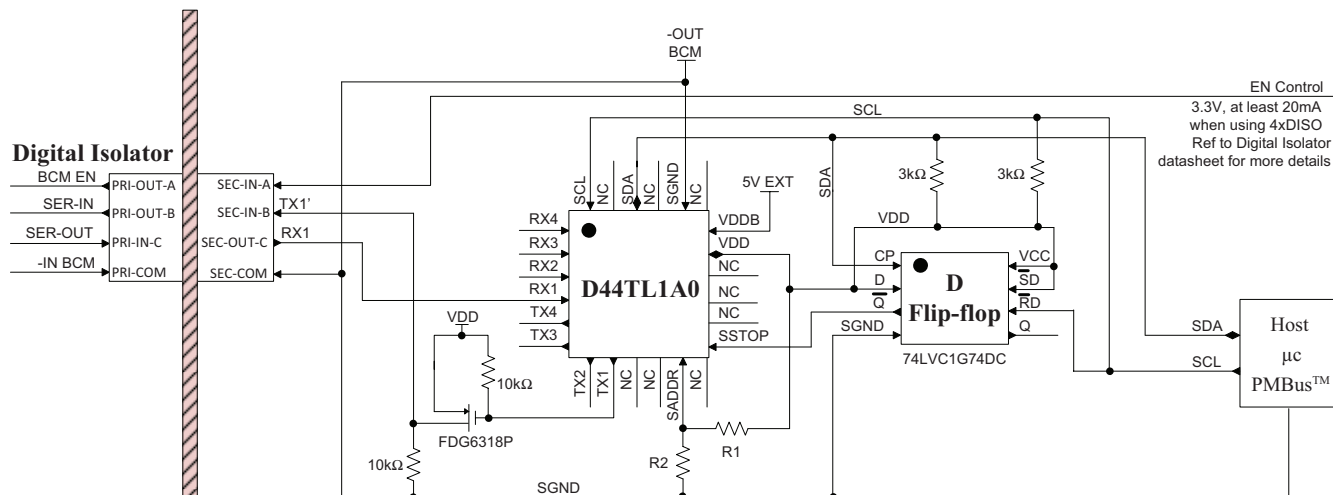 -OUT
BCM
EN Control
3.3V, at least 20mA
when using 4xDISO
Ref to Digital Isolator
datasheet for more details
SCL
Digital Isolator
BCM EN
PRI-OUT-A
SEC-IN-A
SER-IN
PRI-OUT-B
SEC-IN-B
TX1'
SER-OUT
PRI-IN-C
SEC-OUT-C
RX1
-IN BCM
PRI-COM
SEC-COM
SCL
NC
SDA
NC
SGND
NC
5V EXT
SDA
3kΩ
3kΩ
VDD
RX4
RX3
RX2
RX1
TX4
TX3
D44TL1A0
VDDB
VDD
NC
NC
NC
SSTOP
TX2
TX1
NC
NC
SADDR
NC
CP
D
Q
SGND
D
Flip-flop
VCC
SD
RD
Q
74LVC1G74DC
SDA
SCL
Host
µc
PMBus™
VDD
10kΩ
FDG6318P
10kΩ
R1
R2
SGND